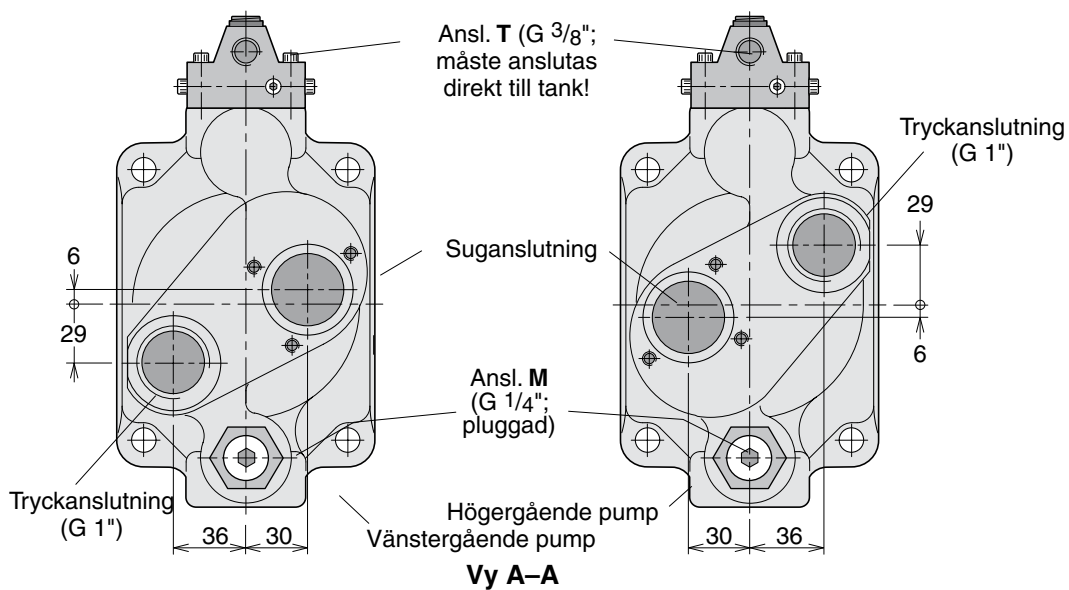 Ansl. T (G 3/8";
måste anslutas
direkt till tank!
Tryckanslutning
(G 1")
29
6
Suganslutning
6
29
Ansl. M
(G 1/4";
pluggad)
Tryckanslutning
(G 1")
Högergående pump
Vänstergående pump
36
30
30
36
Vy A–A